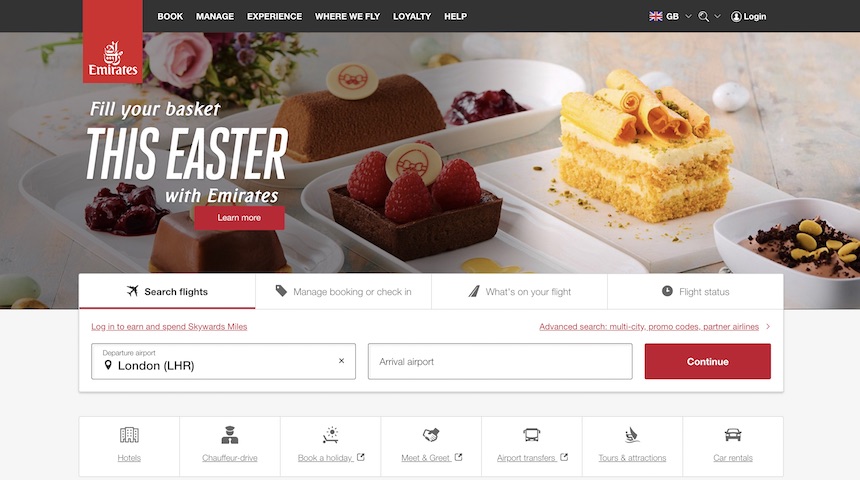 BOOK MANAGE EXPERIENCE WHERE WE FLY LOYALTY HELP GB Login
Emirates
Fill your basket
THIS EASTER
with Emirates
Learn more
Search flights Manage booking or check in What's on your flight Flight status
Log in to earn and spend Skywards Miles Advanced search: multi-city, promo codes, partner airlines
Departure airport
London (LHR) × Arrival airport Continue
Hotels Chauffeur-drive Book a holiday Meet & Greet Airport transfers Tours & attractions Car rentals